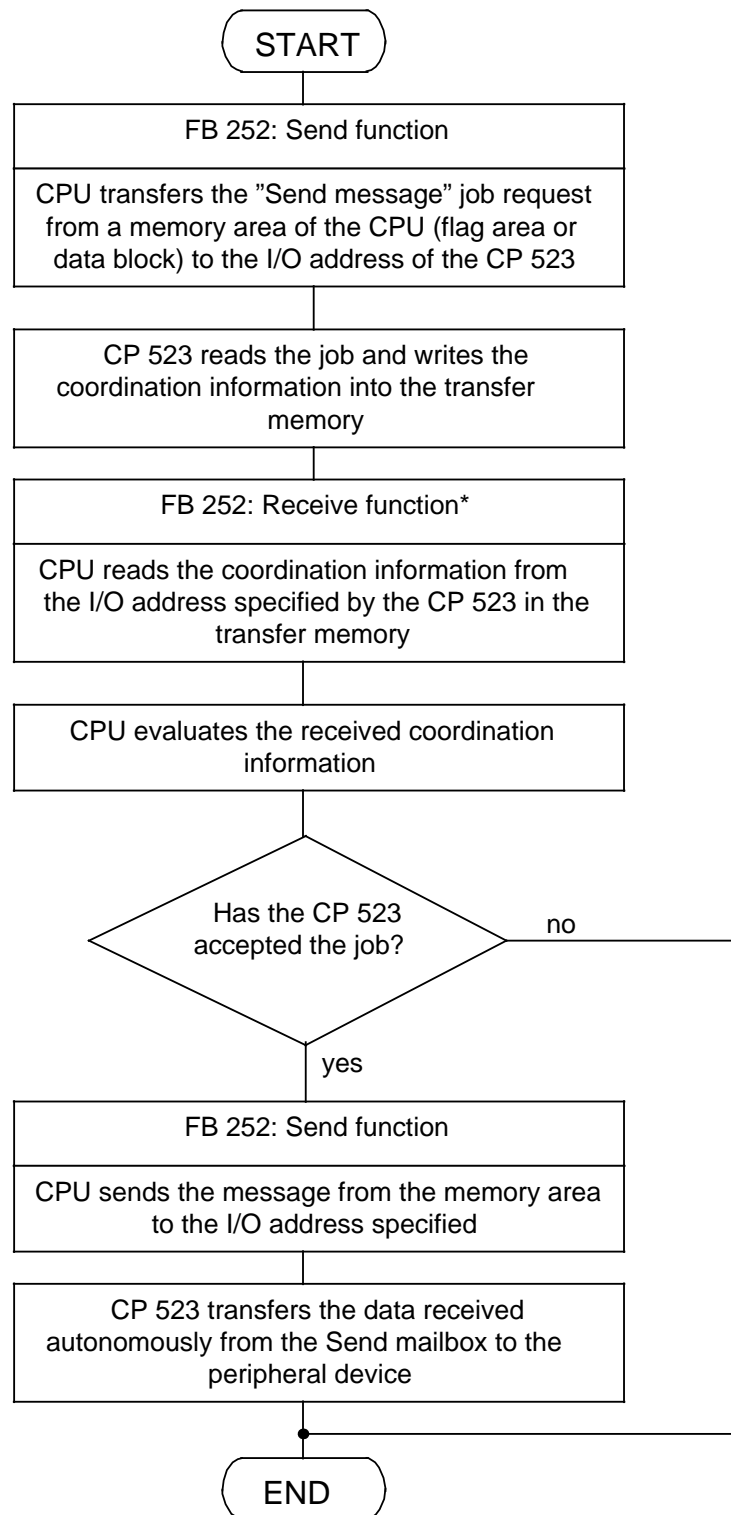 START
FB 252: Send function
CPU transfers the ”Send message” job request
from a memory area of the CPU (flag area or
data block) to the I/O address of the CP 523
CP 523 reads the job and writes the
coordination information into the transfer
memory
FB 252: Receive function*
CPU reads the coordination information from
the I/O address specified by the CP 523 in the
transfer memory
CPU evaluates the received coordination
information
Has the CP 523
accepted the job?
no
yes
FB 252: Send function
CPU sends the message from the memory area
to the I/O address specified
CP 523 transfers the data received
autonomously from the Send mailbox to the
peripheral device
END